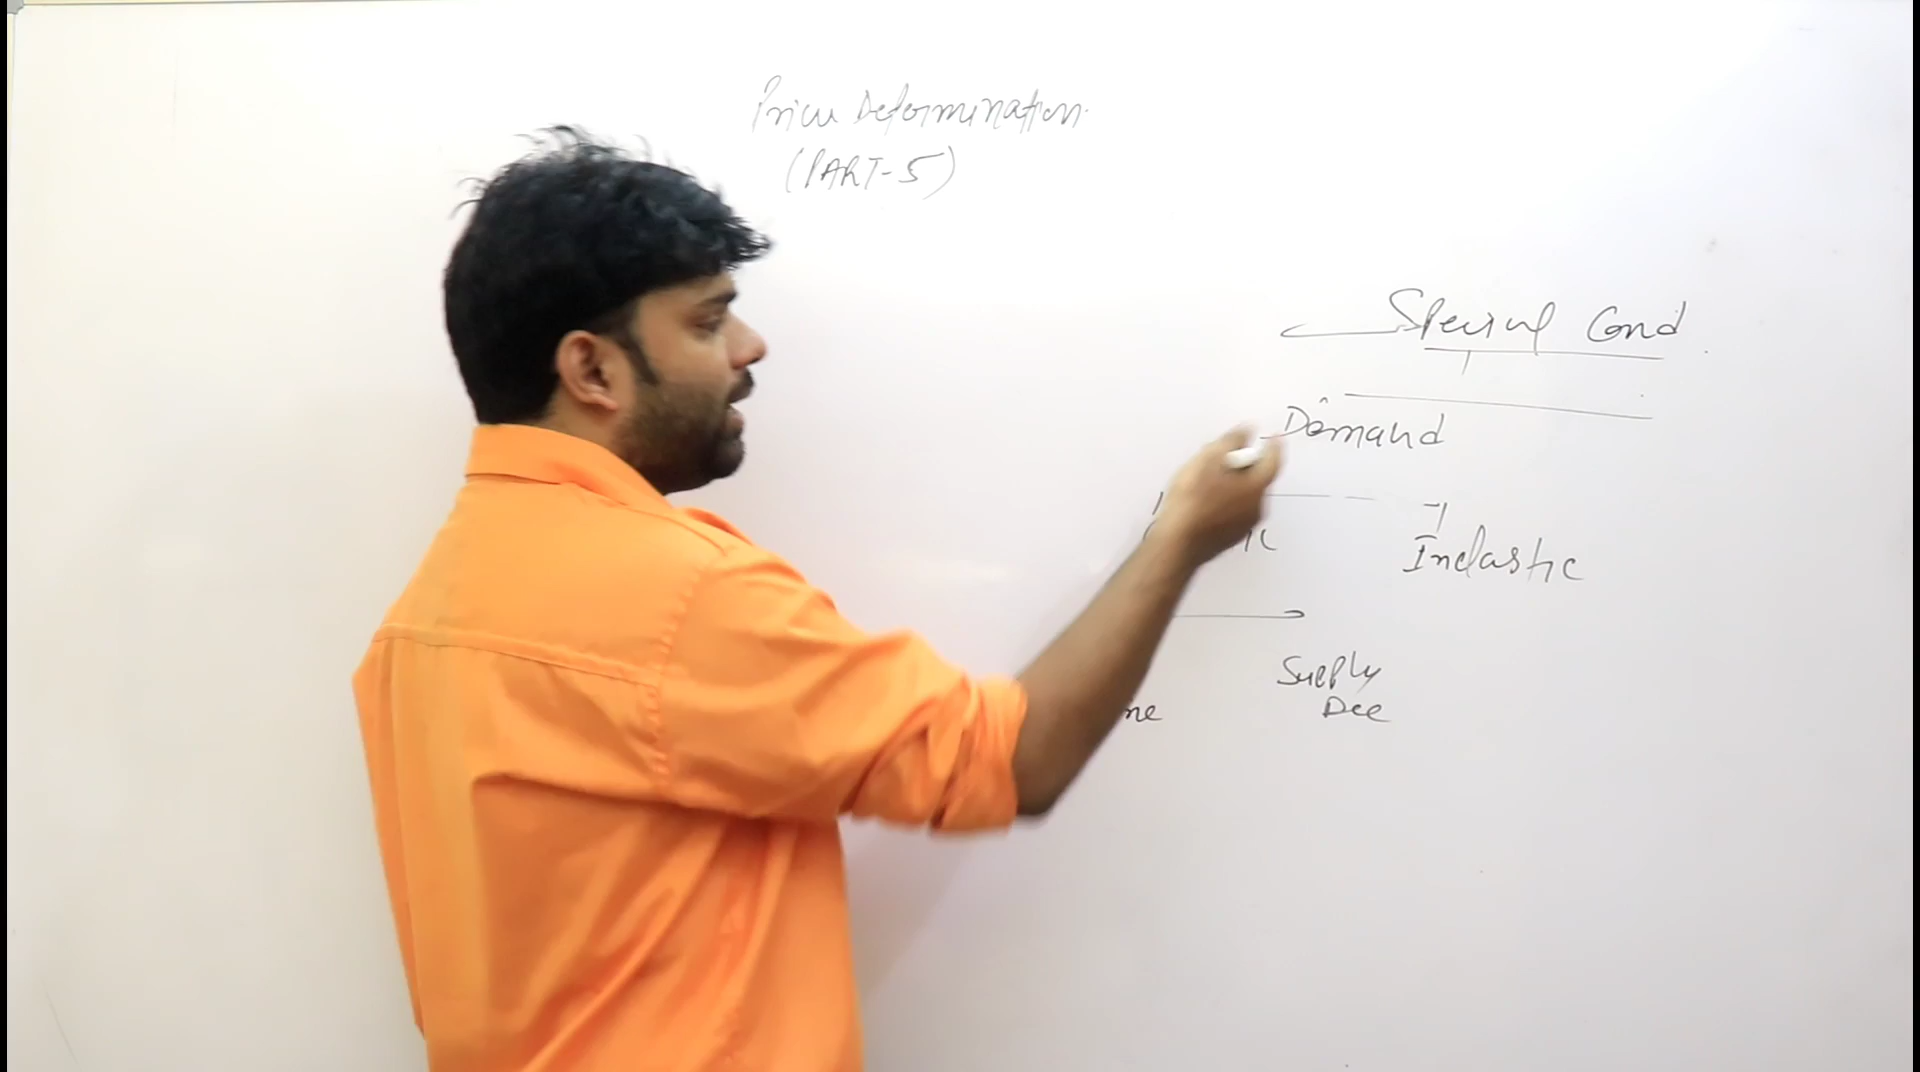 Price Determination
(PART-5)
Special Cond
Demand
Inelastic
Supply
Dec